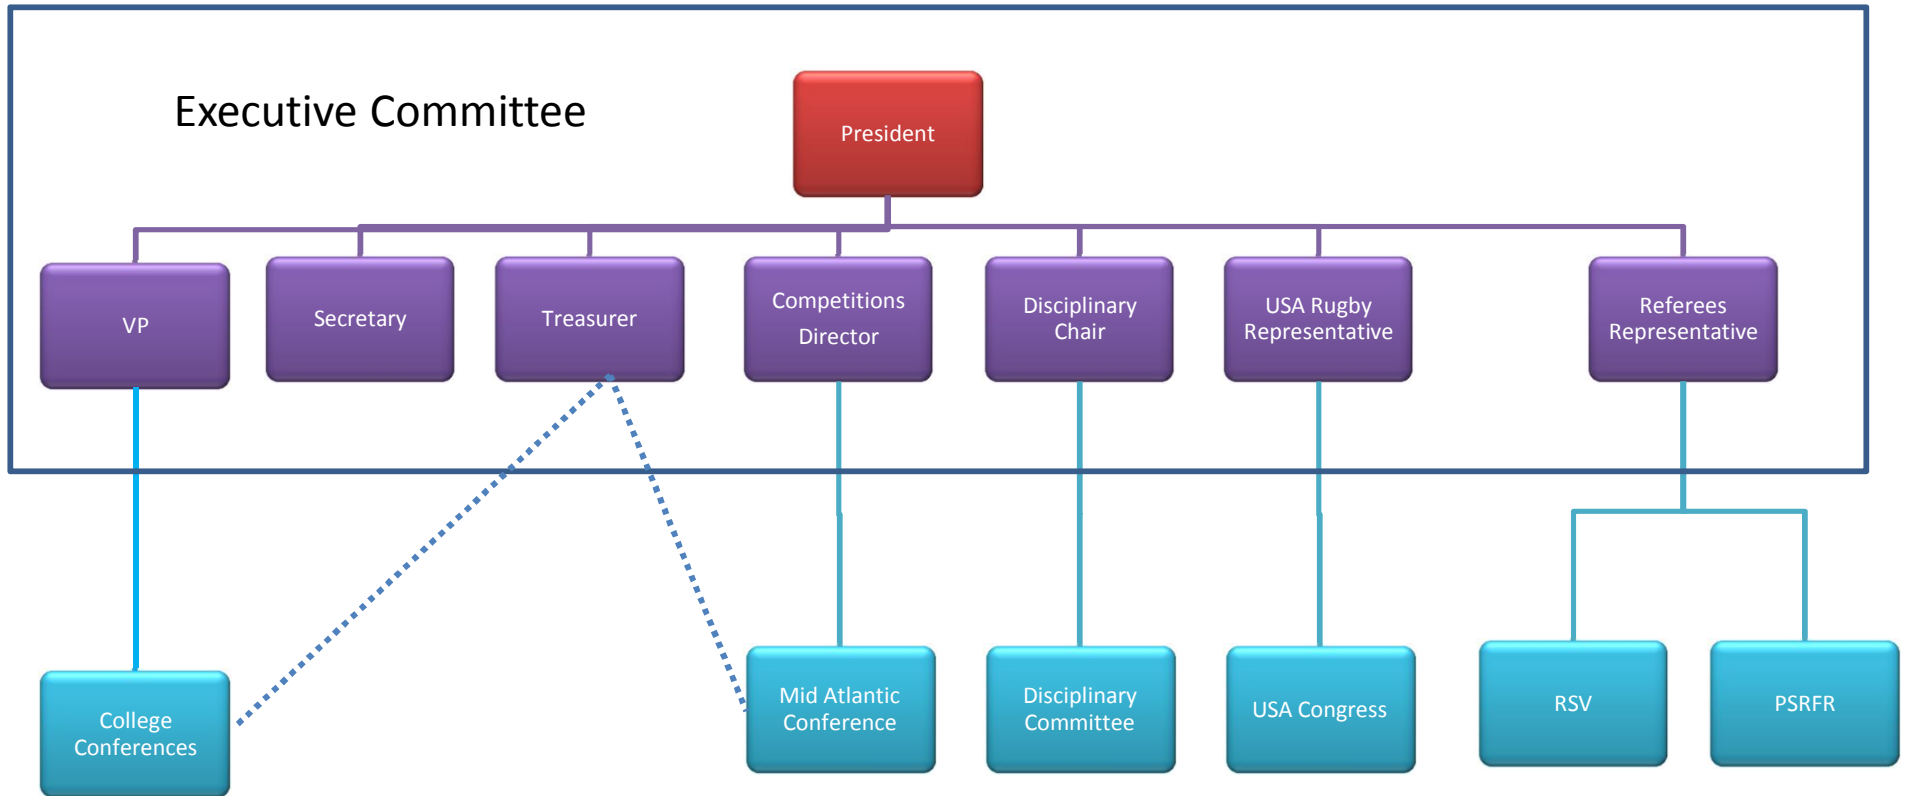 Executive Committee
President
VP
Secretary
Treasurer
Competitions
Director
Disciplinary
Chair
USA Rugby
Representative
Referees
Representative
College
Conferences
Mid Atlantic
Conference
Disciplinary
Committee
USA Congress
RSV
PSRFR